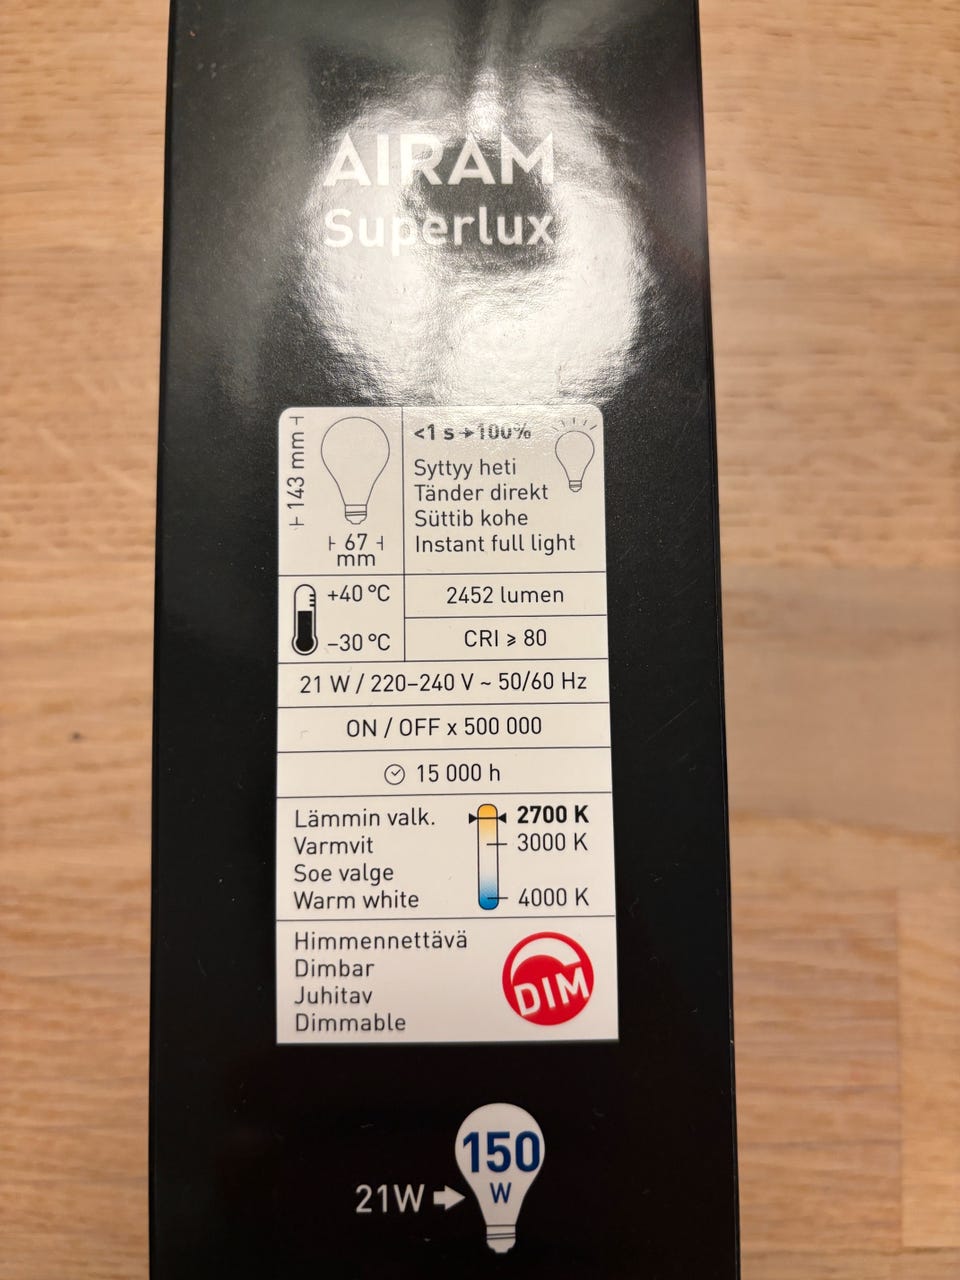 AIRAM
Superlux
143 mm
67
mm
<1 s → 100%
Syttyy heti
Tänder direkt
Süttib kohe
Instant full light
+40 °C
–30 °C
2452 lumen
CRI ⩾ 80
21 W / 220–240 V ~ 50/60 Hz
ON / OFF x 500 000
15 000 h
Lämmin valk.
Varmvit
Soe valge
Warm white
2700 K
3000 K
4000 K
Himmennettävä
Dimbar
Juhitav
Dimmable
DIM
150
W
21W